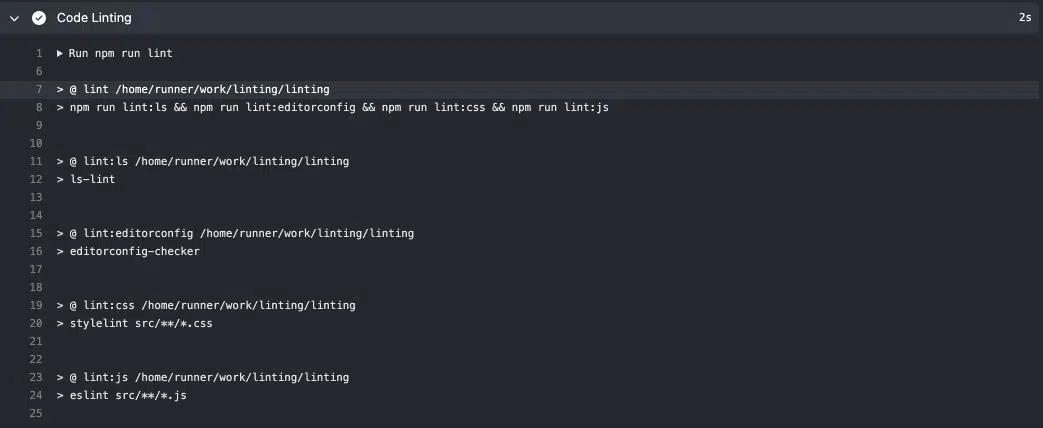 Code Linting 2s
1 Run npm run lint
6
7 > @ lint /home/runner/work/linting/linting
8 > npm run lint:ls && npm run lint:editorconfig && npm run lint:css && npm run lint:js
9
10
11 > @ lint:ls /home/runner/work/linting/linting
12 > ls-lint
13
14
15 > @ lint:editorconfig /home/runner/work/linting/linting
16 > editorconfig-checker
17
18
19 > @ lint:css /home/runner/work/linting/linting
20 > stylelint src/**/*.css
21
22
23 > @ lint:js /home/runner/work/linting/linting
24 > eslint src/**/*.js
25